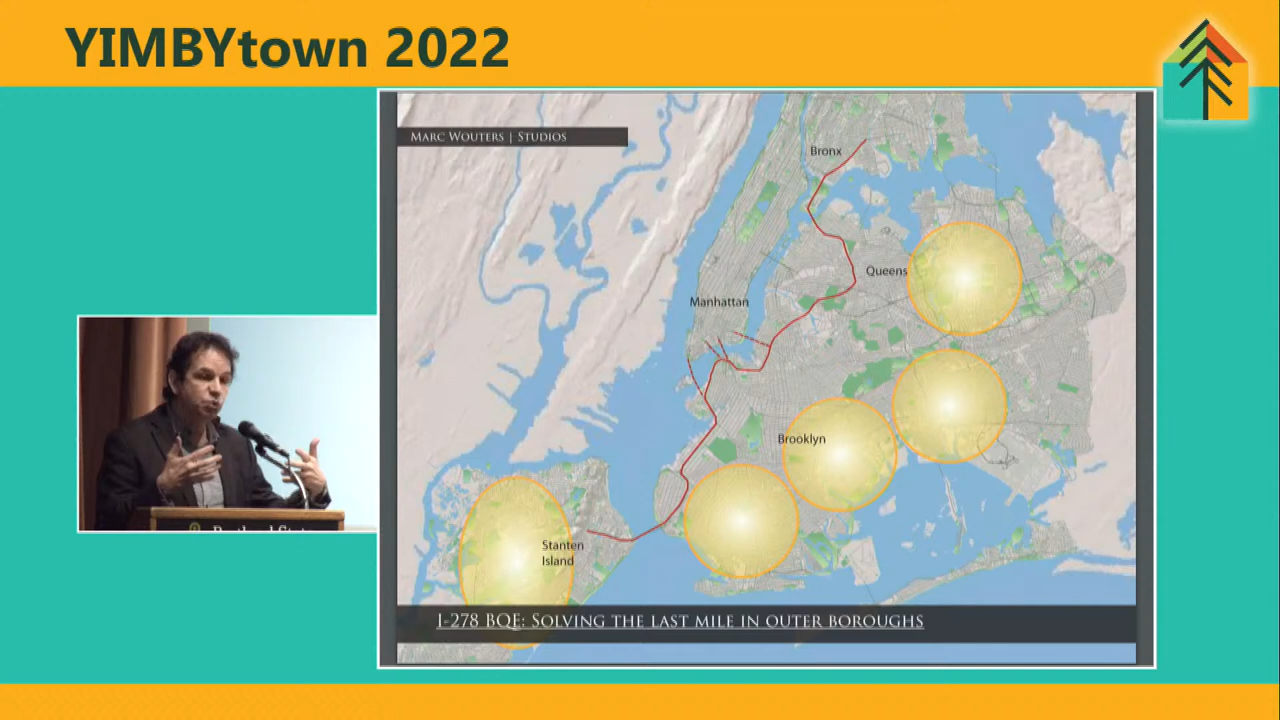 YIMBYtown 2022
MARC WOUTERS | STUDIOS
Bronx
Queens
Manhattan
Brooklyn
Stanten
Island
I-278 BQE: SOLVING THE LAST MILE IN OUTER BOROUGHS